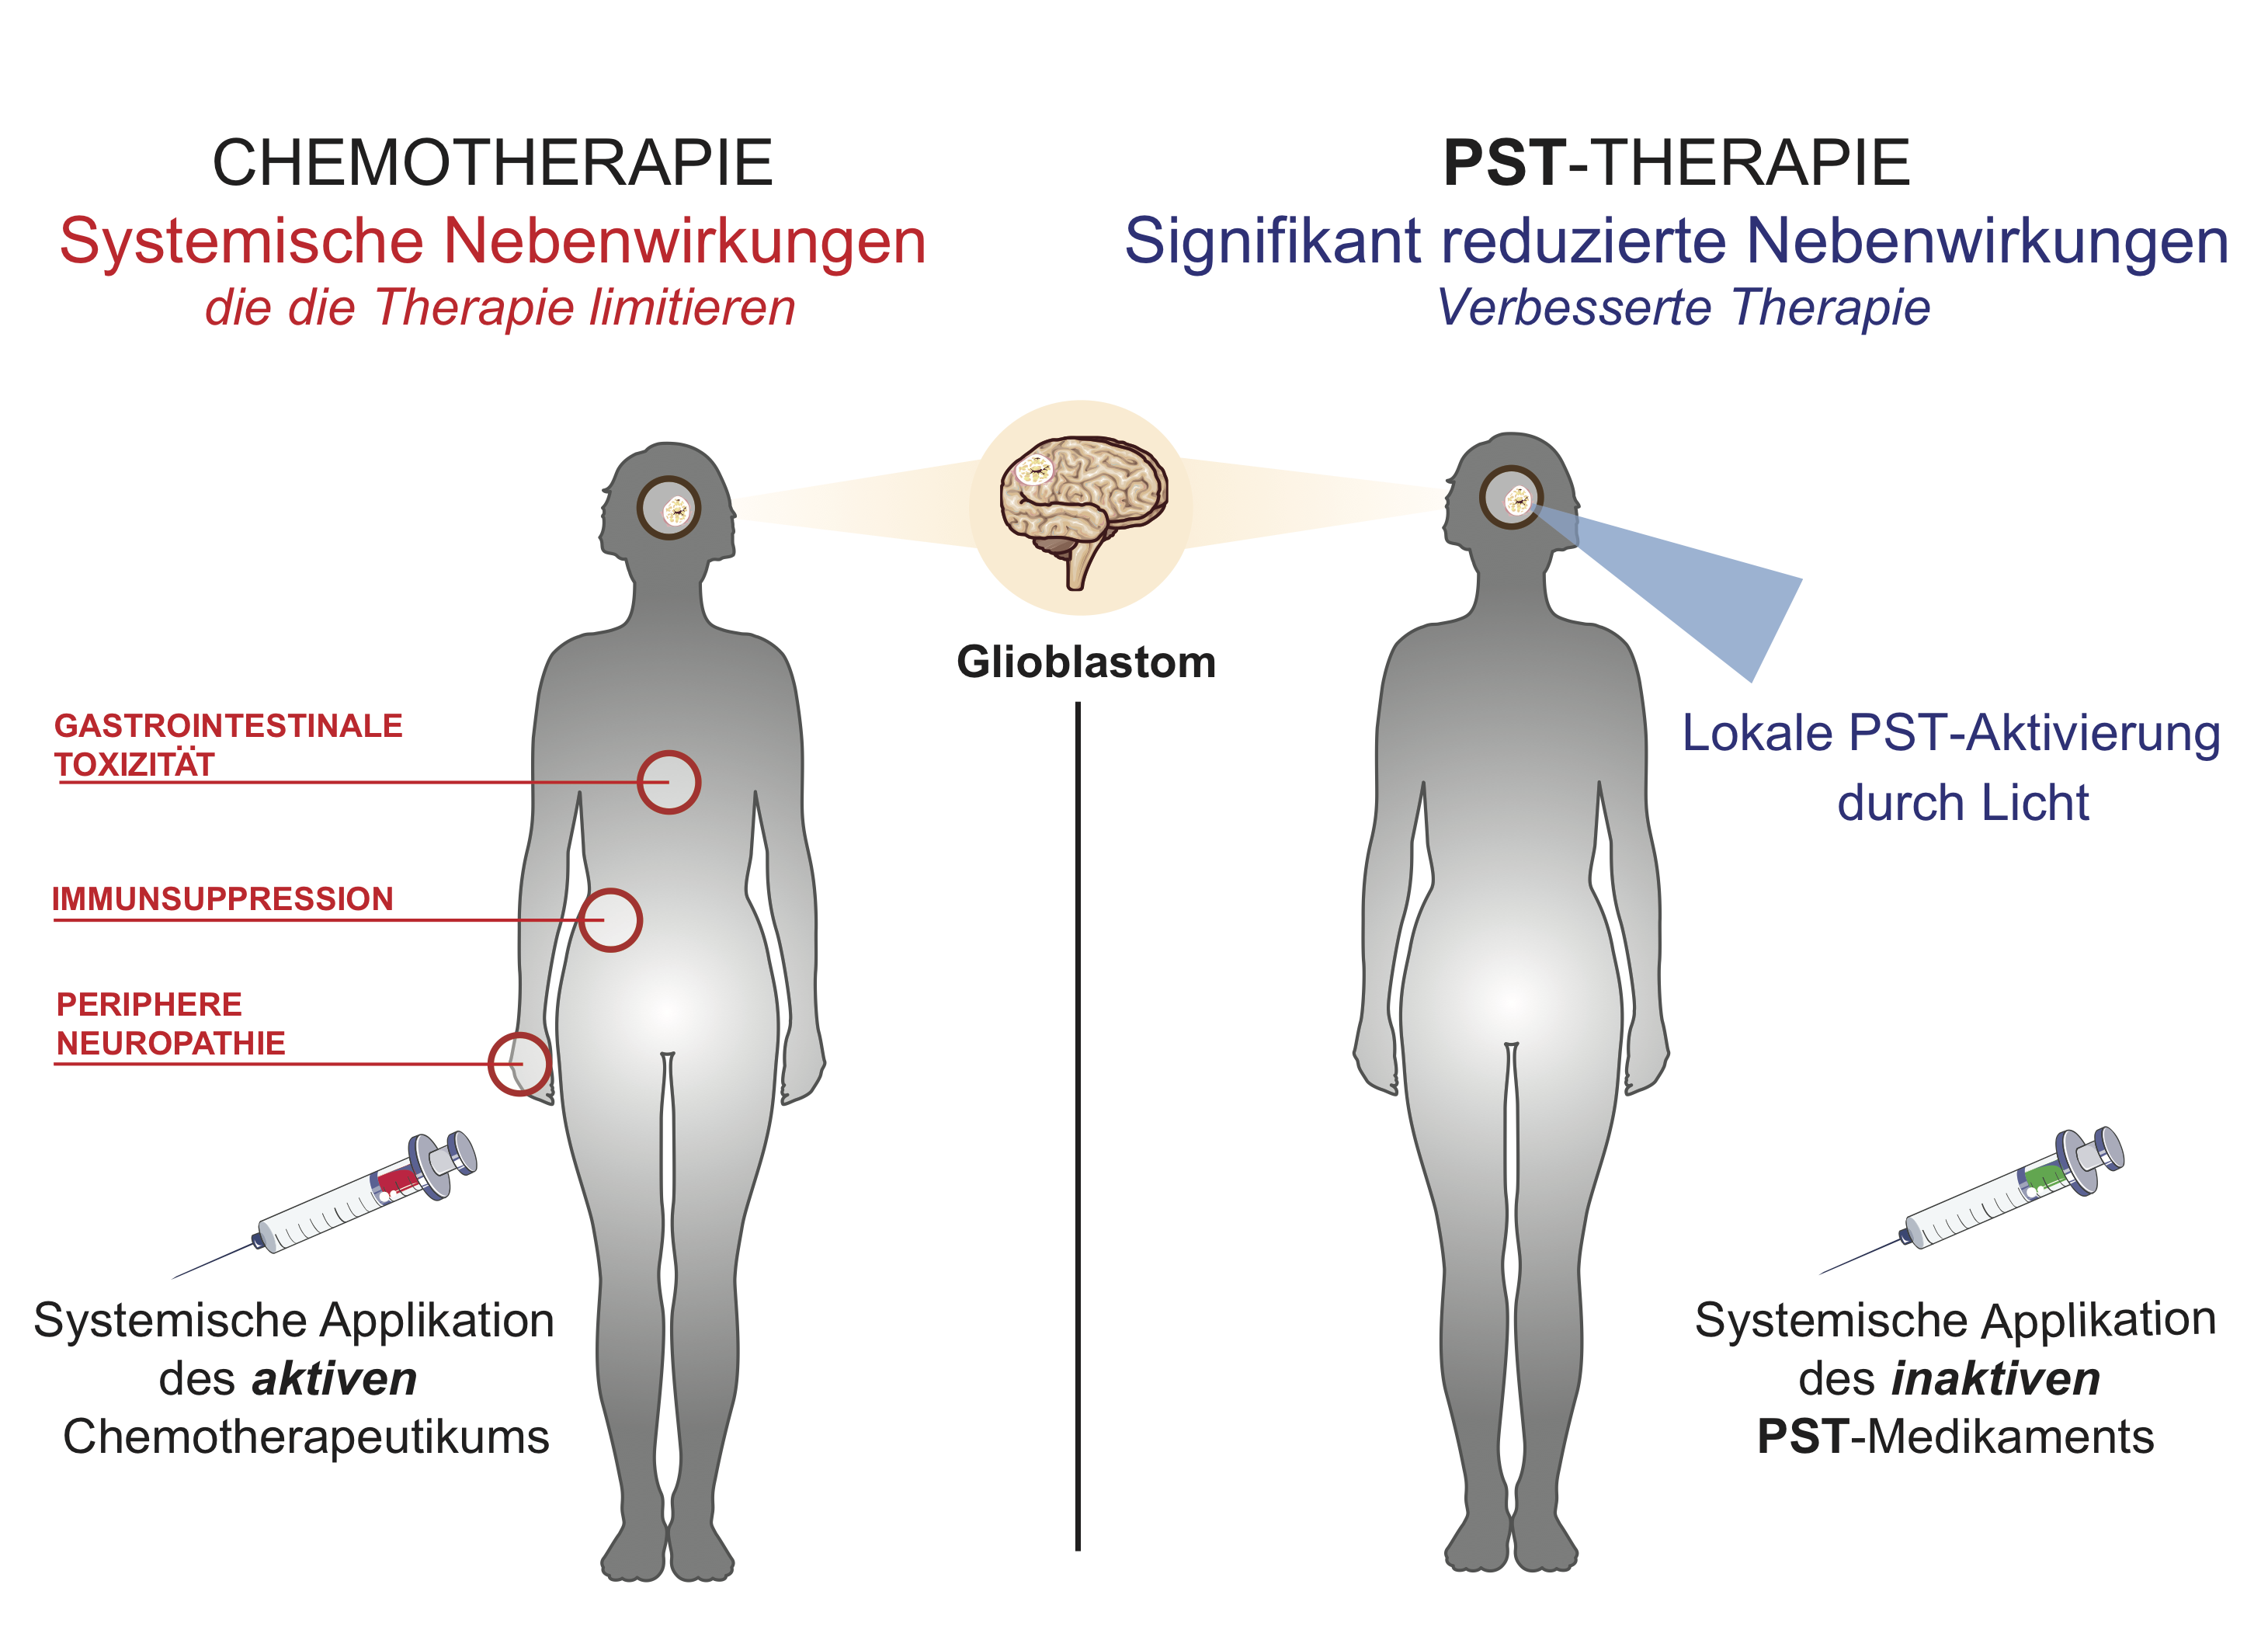 CHEMOTHERAPIE
Systemische Nebenwirkungen
die die Therapie limitieren
PST-THERAPIE
Signifikant reduzierte Nebenwirkungen
Verbesserte Therapie
Glioblastom
GASTROINTESTINALE
TOXIZITÄT
IMMUNSUPPRESSION
PERIPHERE
NEUROPATHIE
Systemische Applikation
des aktiven
Chemotherapeutikums
Lokale PST-Aktivierung
durch Licht
Systemische Applikation
des inaktiven
PST-Medikaments